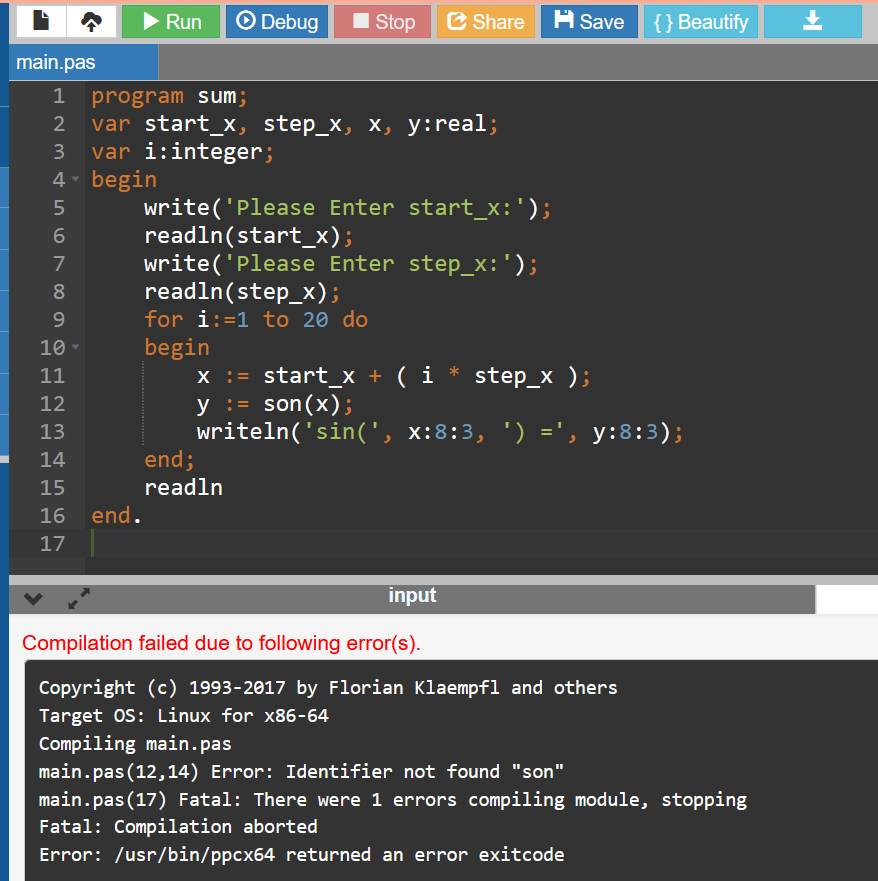 Run Debug Stop Share Save { } Beautify
main.pas
1 program sum;
2 var start_x, step_x, x, y:real;
3 var i:integer;
4 begin
5     write('Please Enter start_x:');
6     readln(start_x);
7     write('Please Enter step_x:');
8     readln(step_x);
9     for i:=1 to 20 do
10     begin
11         x := start_x + ( i * step_x );
12         y := son(x);
13         writeln('sin(', x:8:3, ') =', y:8:3);
14     end;
15     readln
16 end.
17
input
Compilation failed due to following error(s).
Copyright (c) 1993-2017 by Florian Klaempfl and others
Target OS: Linux for x86-64
Compiling main.pas
main.pas(12,14) Error: Identifier not found "son"
main.pas(17) Fatal: There were 1 errors compiling module, stopping
Fatal: Compilation aborted
Error: /usr/bin/ppcx64 returned an error exitcode